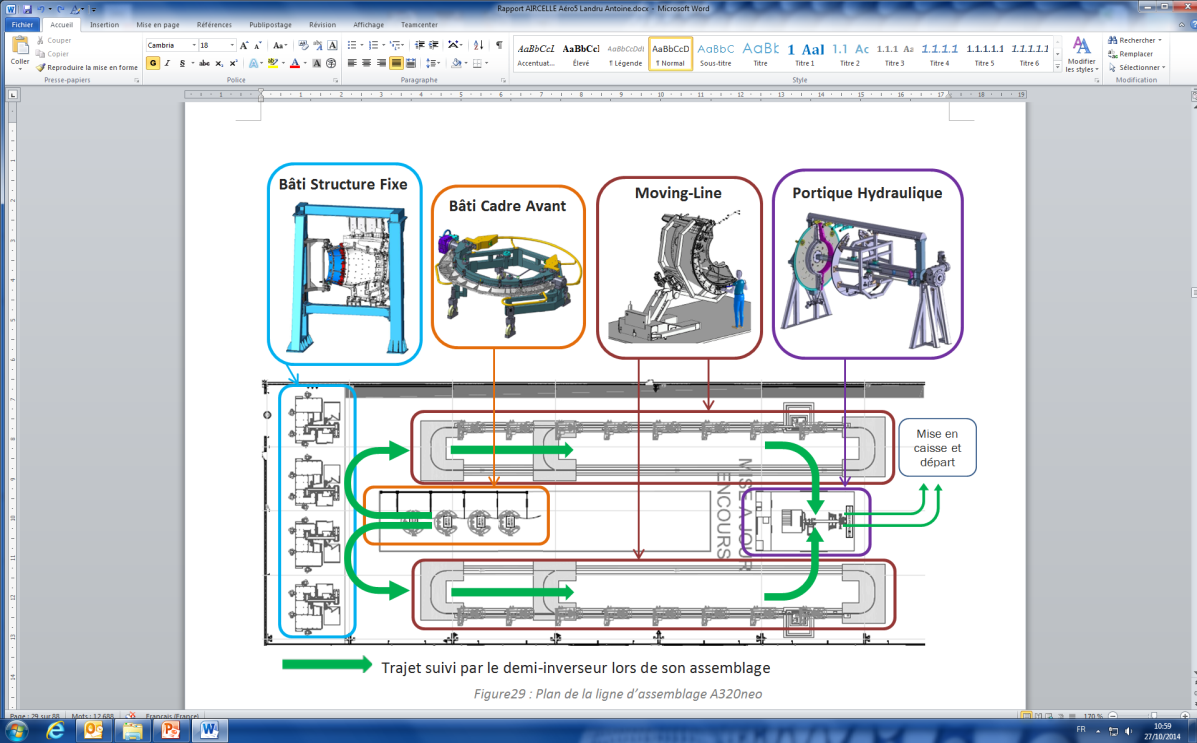 Rapport AIRCELLE Aéro5 Landru Antoine.docx - Microsoft Word
Fichier Accueil Insertion Mise en page Références Publipostage Révision Affichage Teamcenter
Coller
Couper
Copier
Reproduire la mise en forme
Presse-papiers
Cambria 18
Police
Paragraphe
AaBbCcL AaBbCcl AaBbCcDdI AaBbCcD AaBbC AaBb 1 AaI 1.1 Ac 1.1.1 Aa 1.1.1.1 1.1.1.1.1 1.1.1.1.1.
Accentuat... Élevé ¶ Légende ¶ Normal Sous-titre Titre Titre 1 Titre 2 Titre 3 Titre 4 Titre 5 Titre 6
Style
Modifier les styles
Rechercher
Remplacer
Sélectionner
Modification
Bâti Structure Fixe
Bâti Cadre Avant
Moving-Line
Portique Hydraulique
Mise en
caisse et
départ
MISE A JOUR
ENCOURS
Trajet suivi par le demi-inverseur lors de son assemblage
Figure29 : Plan de la ligne d'assemblage A320neo
Page : 29 sur 88 Mots : 12 688 Français (France) 170 %
FR
10:59
27/10/2014